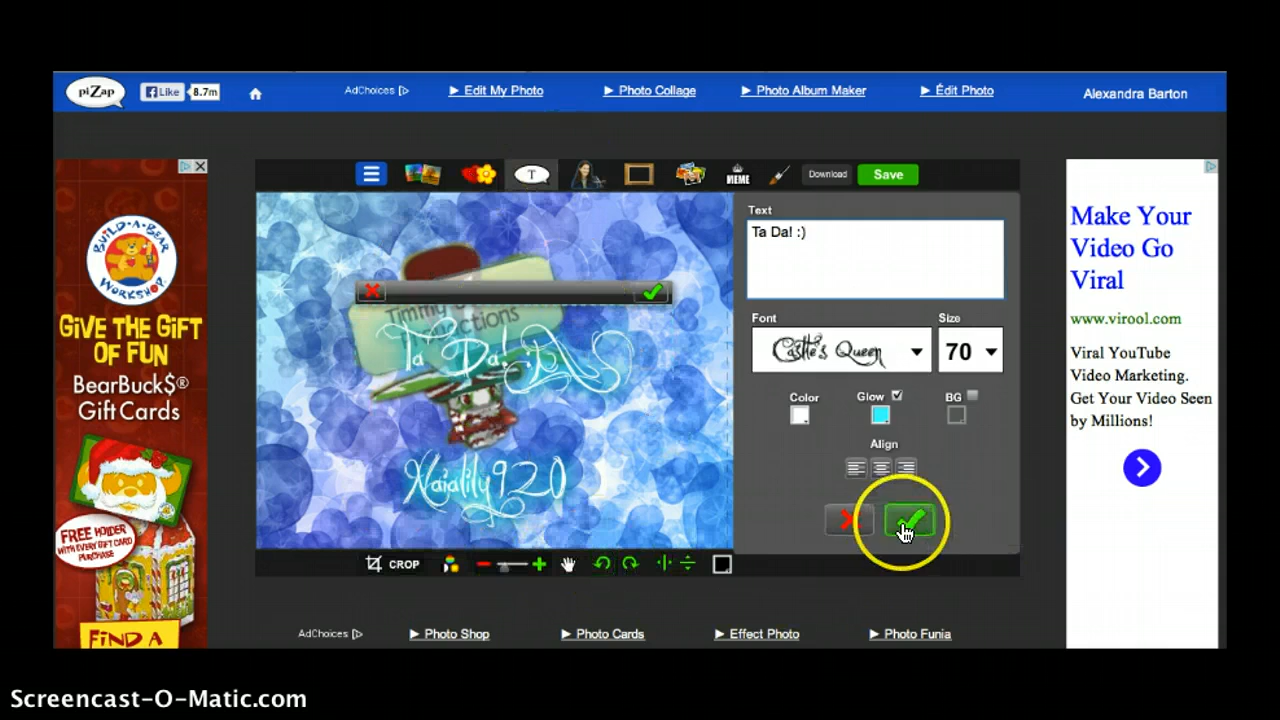 piZap
Like
8.7m
AdChoices
Edit My Photo
Photo Collage
Photo Album Maker
Édit Photo
Alexandra Barton
T
MEME
Download
Save
BUILD-A-BEAR
WORKSHOP
GIVE THE GIFT
OF FUN
BearBuck$®
Gift Cards
FREE HOLDER
WITH EVERY GIFT CARD
PURCHASE
FIND A
Timmy
Ta Da! :)
Naialily920
Text
Ta Da! :)
Font
Size
Castle's Queen
70
Color
Glow
BG
Align
CROP
Make Your
Video Go
Viral
www.virool.com
Viral YouTube
Video Marketing.
Get Your Video Seen
by Millions!
AdChoices
Photo Shop
Photo Cards
Effect Photo
Photo Funia
Screencast-O-Matic.com